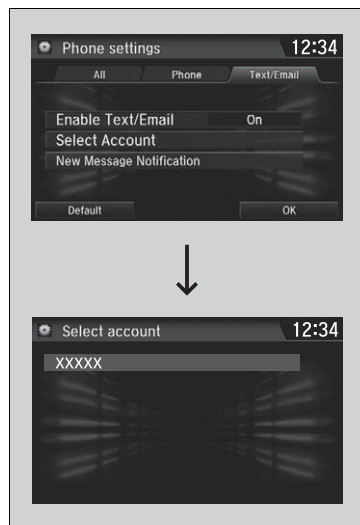 Phone settings 12:34
All Phone Text/Email
Enable Text/Email On
Select Account
New Message Notification
Default OK
Select account 12:34
XXXXX